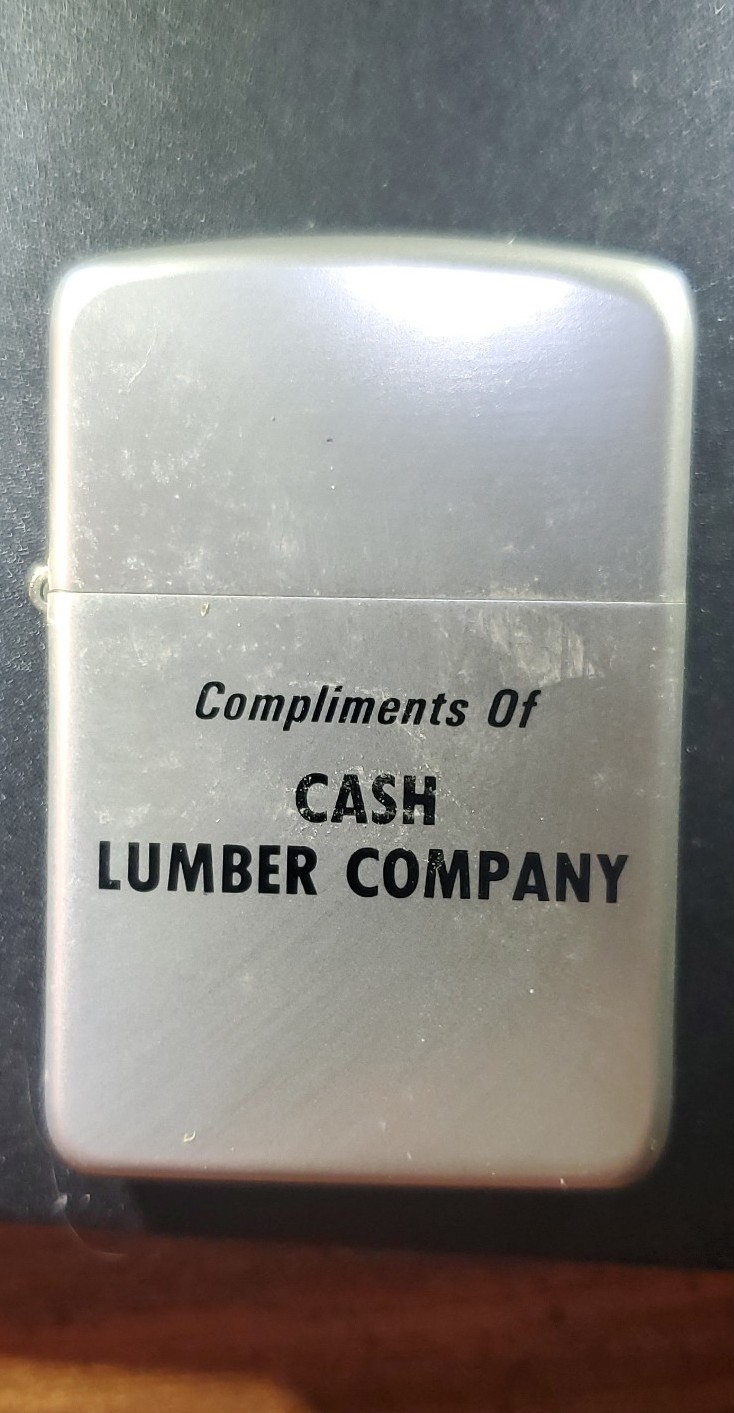 Compliments Of
CASH
LUMBER COMPANY